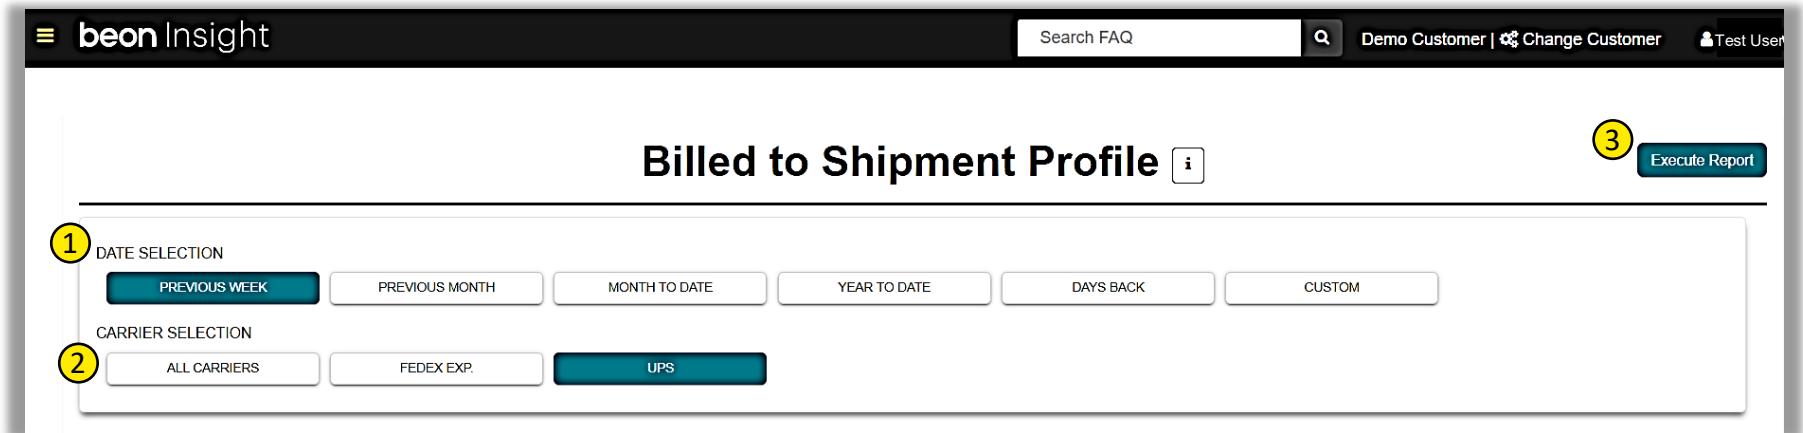 beon Insight
Search FAQ
Demo Customer | Change Customer
Test User
Billed to Shipment Profile i
3
Execute Report
1
DATE SELECTION
PREVIOUS WEEK PREVIOUS MONTH MONTH TO DATE YEAR TO DATE DAYS BACK CUSTOM
CARRIER SELECTION
2
ALL CARRIERS FEDEX EXP. UPS